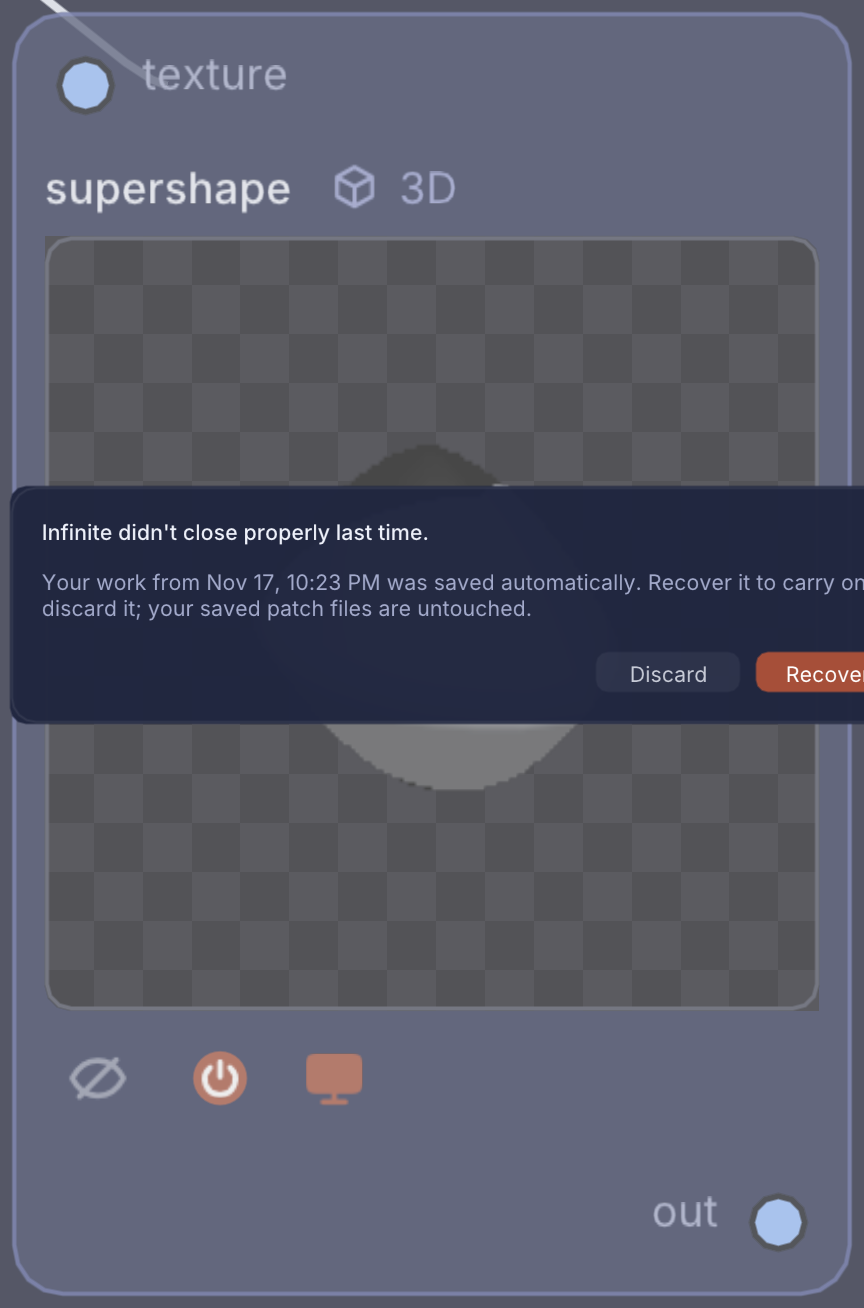 texture
supershape 3D
Infinite didn't close properly last time.
Your work from Nov 17, 10:23 PM was saved automatically. Recover it to carry on
discard it; your saved patch files are untouched.
Discard Recover
out